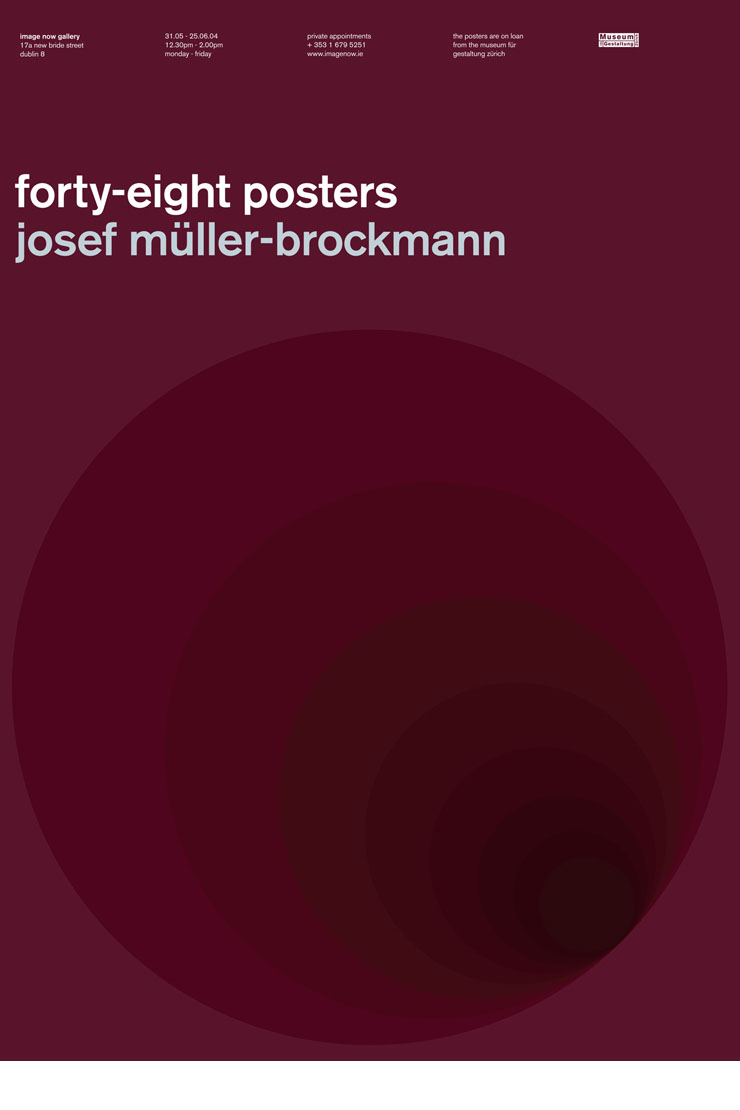 image now gallery
17a new bride street
dublin 8
31.05 - 25.06.04
12.30pm - 2.00pm
monday - friday
private appointments
+ 353 1 679 5251
www.imagenow.ie
the posters are on loan
from the museum für
gestaltung zürich
Museum
Gestaltung
forty-eight posters
josef müller-brockmann